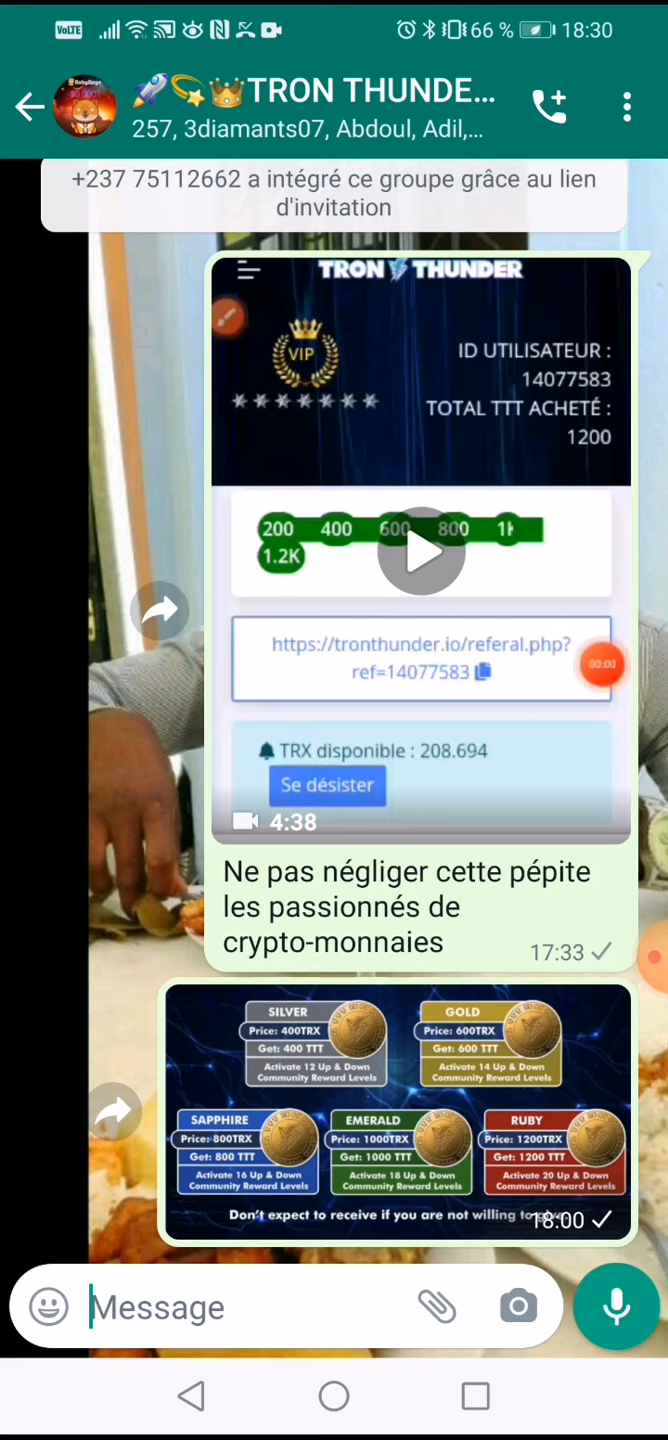 VoLTE 66 % 18:30
TRON THUNDE...
257, 3diamants07, Abdoul, Adil,...
+237 75112662 a intégré ce groupe grâce au lien
d'invitation
TRON THUNDER
VIP
ID UTILISATEUR :
14077583
TOTAL TTT ACHETÉ :
1200
200 400 600 800
1.2K
https://tronthunder.io/referal.php?
ref=14077583
00:00
TRX disponible : 208.694
Se désister
4:38
Ne pas négliger cette pépite
les passionnés de
crypto-monnaies
17:33
SILVER
Price: 400TRX
Get: 400 TTT
Activate 12 Up & Down
Community Reward Levels
GOLD
Price: 600TRX
Get: 600 TTT
Activate 14 Up & Down
Community Reward Levels
SAPPHIRE
Price: 800TRX
Get: 800 TTT
Activate 16 Up & Down
Community Reward Levels
EMERALD
Price: 1000TRX
Get: 1000 TTT
Activate 18 Up & Down
Community Reward Levels
RUBY
Price: 1200TRX
Get: 1200 TTT
Activate 20 Up & Down
Community Reward Levels
Don't expect to receive if you are not willing to
18:00
Message